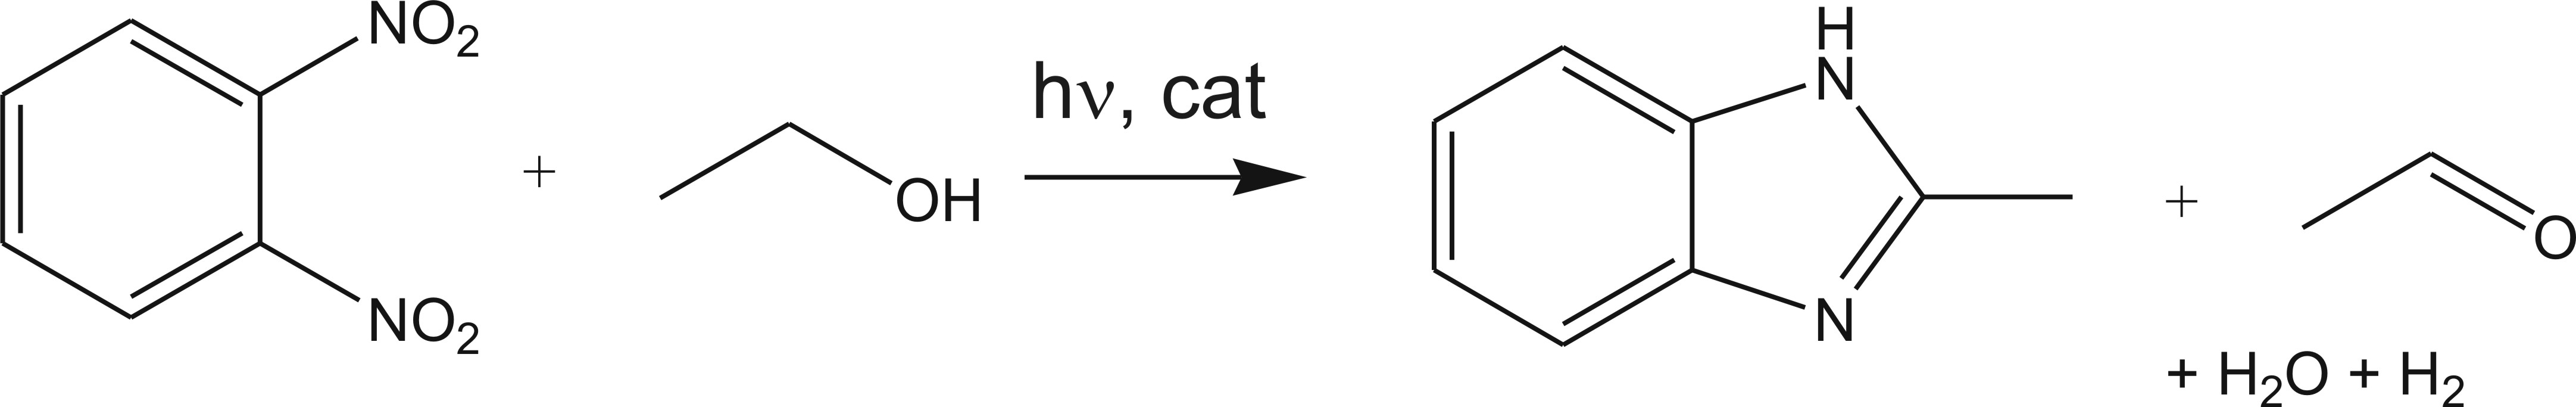 NO₂
NO₂
+
OH
hν, cat
H
N
N
+
O
+ H₂O + H₂